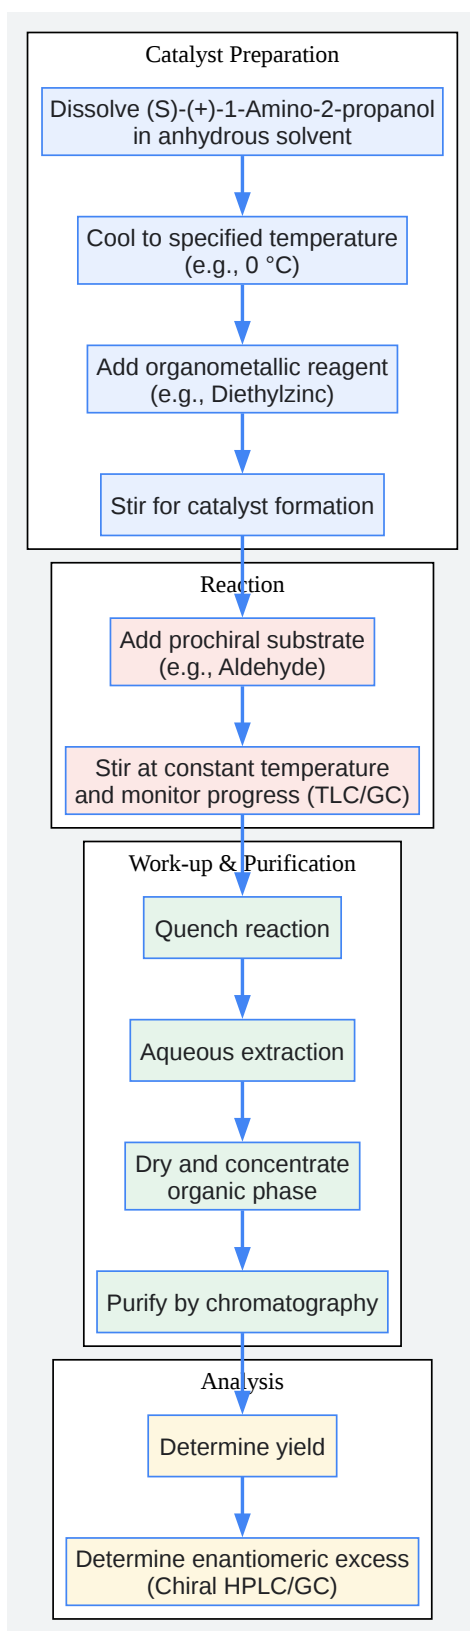 Catalyst Preparation
Dissolve (S)-(+)-1-Amino-2-propanol
in anhydrous solvent
Cool to specified temperature
(e.g., 0 °C)
Add organometallic reagent
(e.g., Diethylzinc)
Stir for catalyst formation
Reaction
Add prochiral substrate
(e.g., Aldehyde)
Stir at constant temperature
and monitor progress (TLC/GC)
Work-up & Purification
Quench reaction
Aqueous extraction
Dry and concentrate
organic phase
Purify by chromatography
Analysis
Determine yield
Determine enantiomeric excess
(Chiral HPLC/GC)